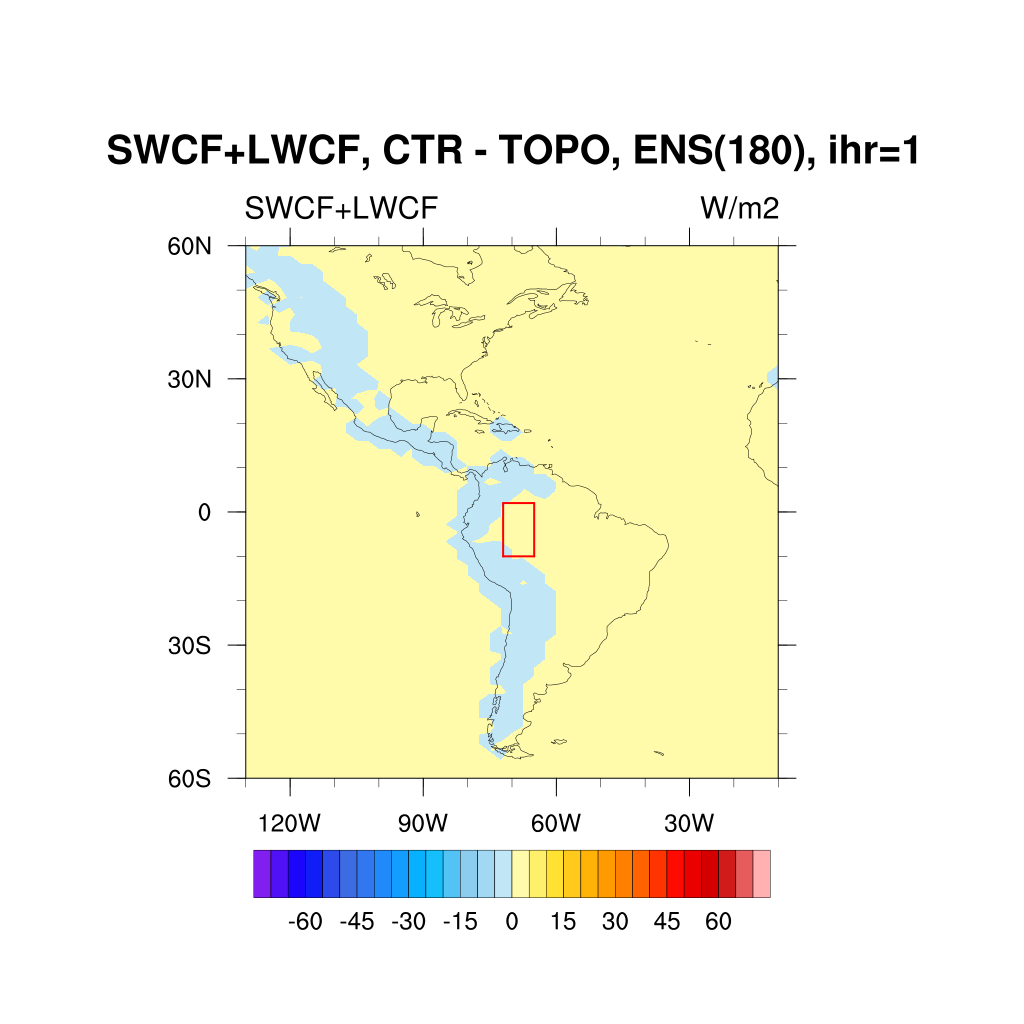 SWCF+LWCF, CTR - TOPO, ENS(180), ihr=1
SWCF+LWCF W/m2
60N
30N
0
30S
60S
120W 90W 60W 30W
-60 -45 -30 -15 0 15 30 45 60